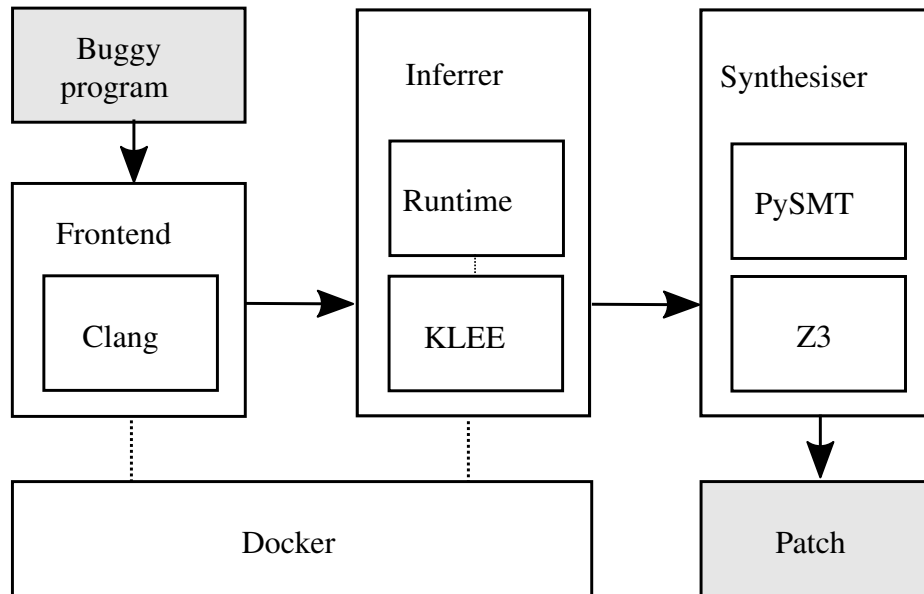 Buggy
program
Frontend
Clang
Inferrer
Runtime
KLEE
Synthesiser
PySMT
Z3
Docker
Patch